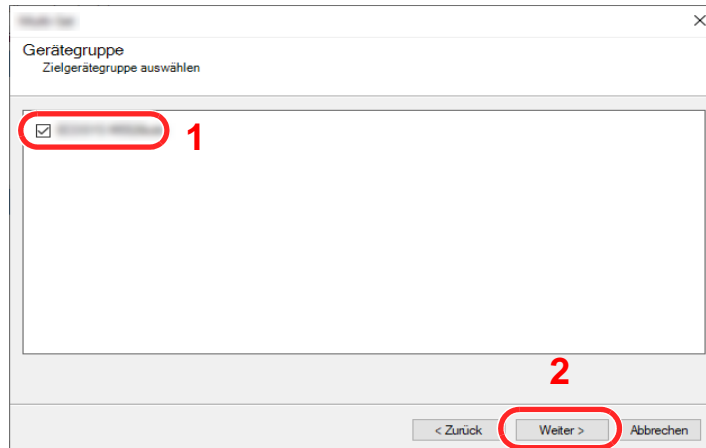 Gerätegruppe
Zielgerätegruppe auswählen
1
2
< Zurück Weiter > Abbrechen